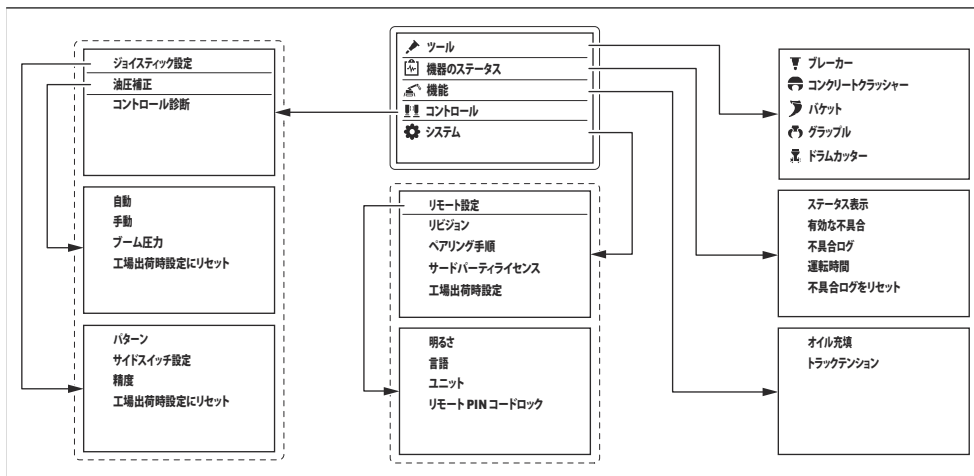 ジョイスティック設定
油圧補正
コントロール診断
自動
手動
ブーム圧力
工場出荷時設定にリセット
パターン
サイドスイッチ設定
精度
工場出荷時設定にリセット
ツール
機器のステータス
機能
コントロール
システム
リモート設定
リビジョン
ペアリング手順
サードパーティライセンス
工場出荷時設定
明るさ
言語
ユニット
リモート PIN コードロック
ブレーカー
コンクリートクラッシャー
バケット
グラップル
ドラムカッター
ステータス表示
有効な不具合
不具合ログ
運転時間
不具合ログをリセット
オイル充填
トラックテンション